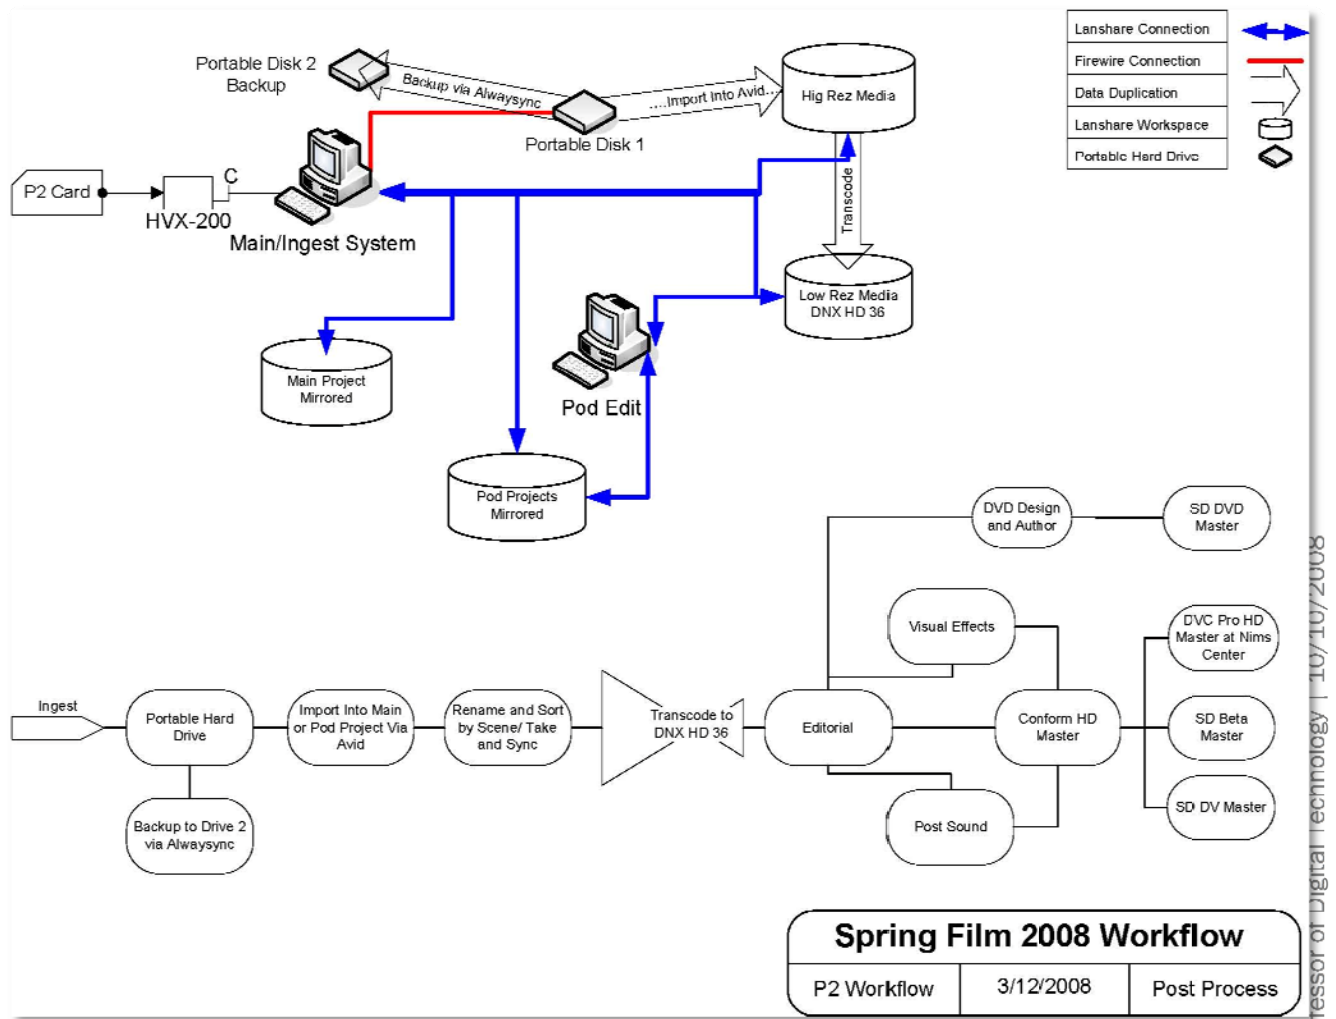 Lanshare Connection
Firewire Connection
Data Duplication
Lanshare Workspace
Portable Hard Drive
Portable Disk 2
Backup
Backup via Alwaysync
....Import into Avid....
Hig Rez Media
Portable Disk 1
P2 Card
C
HVX-200
Main/Ingest System
Transcode
Low Rez Media
DNX HD 36
Main Project
Mirrored
Pod Edit
Pod Projects
Mirrored
DVD Design
and Author
SD DVD
Master
Visual Effects
DVC Pro HD
Master at Nims
Center
Ingest
Portable Hard
Drive
Import Into Main
or Pod Project Via
Avid
Rename and Sort
by Scene/ Take
and Sync
Transcode to
DNX HD 36
Editorial
Conform HD
Master
SD Beta
Master
Backup to Drive 2
via Alwaysync
Post Sound
SD DV Master
Spring Film 2008 Workflow
P2 Workflow
3/12/2008
Post Process
fessor of Digital Technology | 10/10/2008